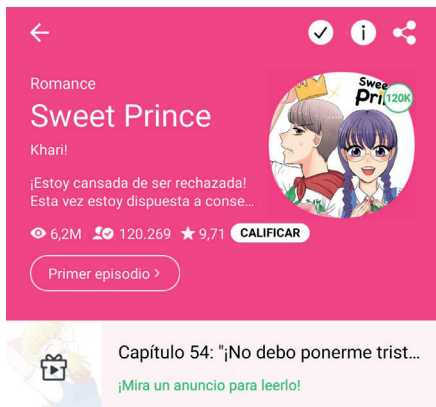 Romance
Sweet Prince
Khari!
¡Estoy cansada de ser rechazada!
Esta vez estoy dispuesta a conse...
6,2M 120.269 9,71 CALIFICAR
Primer episodio >
Swee
Pri
120K
Capítulo 54: "¡No debo ponerme trist...
¡Mira un anuncio para leerlo!